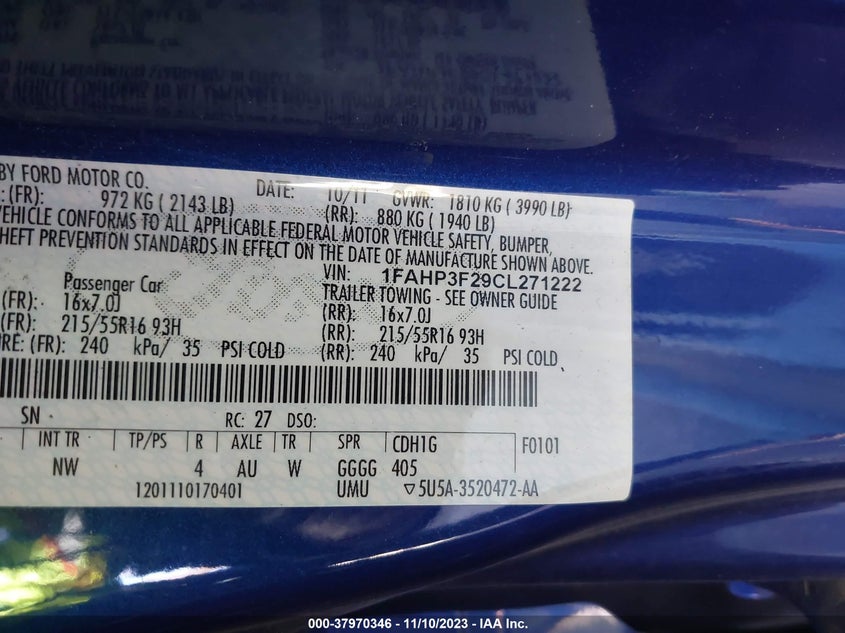 BY FORD MOTOR CO.
DATE: 10/11 GVWR: 1810 KG ( 3990 LB)
(FR): 972 KG ( 2143 LB) (RR): 880 KG ( 1940 LB)
VEHICLE CONFORMS TO ALL APPLICABLE FEDERAL MOTOR VEHICLE SAFETY, BUMPER,
HEFT PREVENTION STANDARDS IN EFFECT ON THE DATE OF MANUFACTURE SHOWN ABOVE.
VIN: 1FAHP3F29CL271222
Passenger Car TRAILER TOWING - SEE OWNER GUIDE
(FR): 16x7.0J (RR): 16x7.0J
215/55R16 93H (RR): 215/55R16 93H
RE: (FR): 240 kPa/ 35 PSI COLD (RR): 240 kPa/ 35 PSI COLD
SN RC: 27 DSO:
INT TR TP/PS R AXLE TR SPR CDH1G F0101
NW 4 AU W GGGG 405
1201110170401 UMU ▽5U5A-3520472-AA
000-37970346 - 11/10/2023 - IAA Inc.